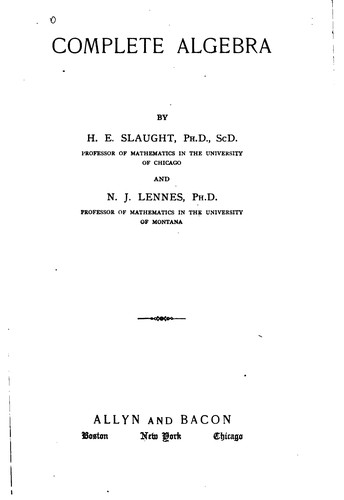 COMPLETE ALGEBRA
BY
H. E. SLAUGHT, PH.D., SCD.
PROFESSOR OF MATHEMATICS IN THE UNIVERSITY
OF CHICAGO
AND
N. J. LENNES, PH.D.
PROFESSOR OF MATHEMATICS IN THE UNIVERSITY
OF MONTANA
ALLYN AND BACON
Boston New York Chicago